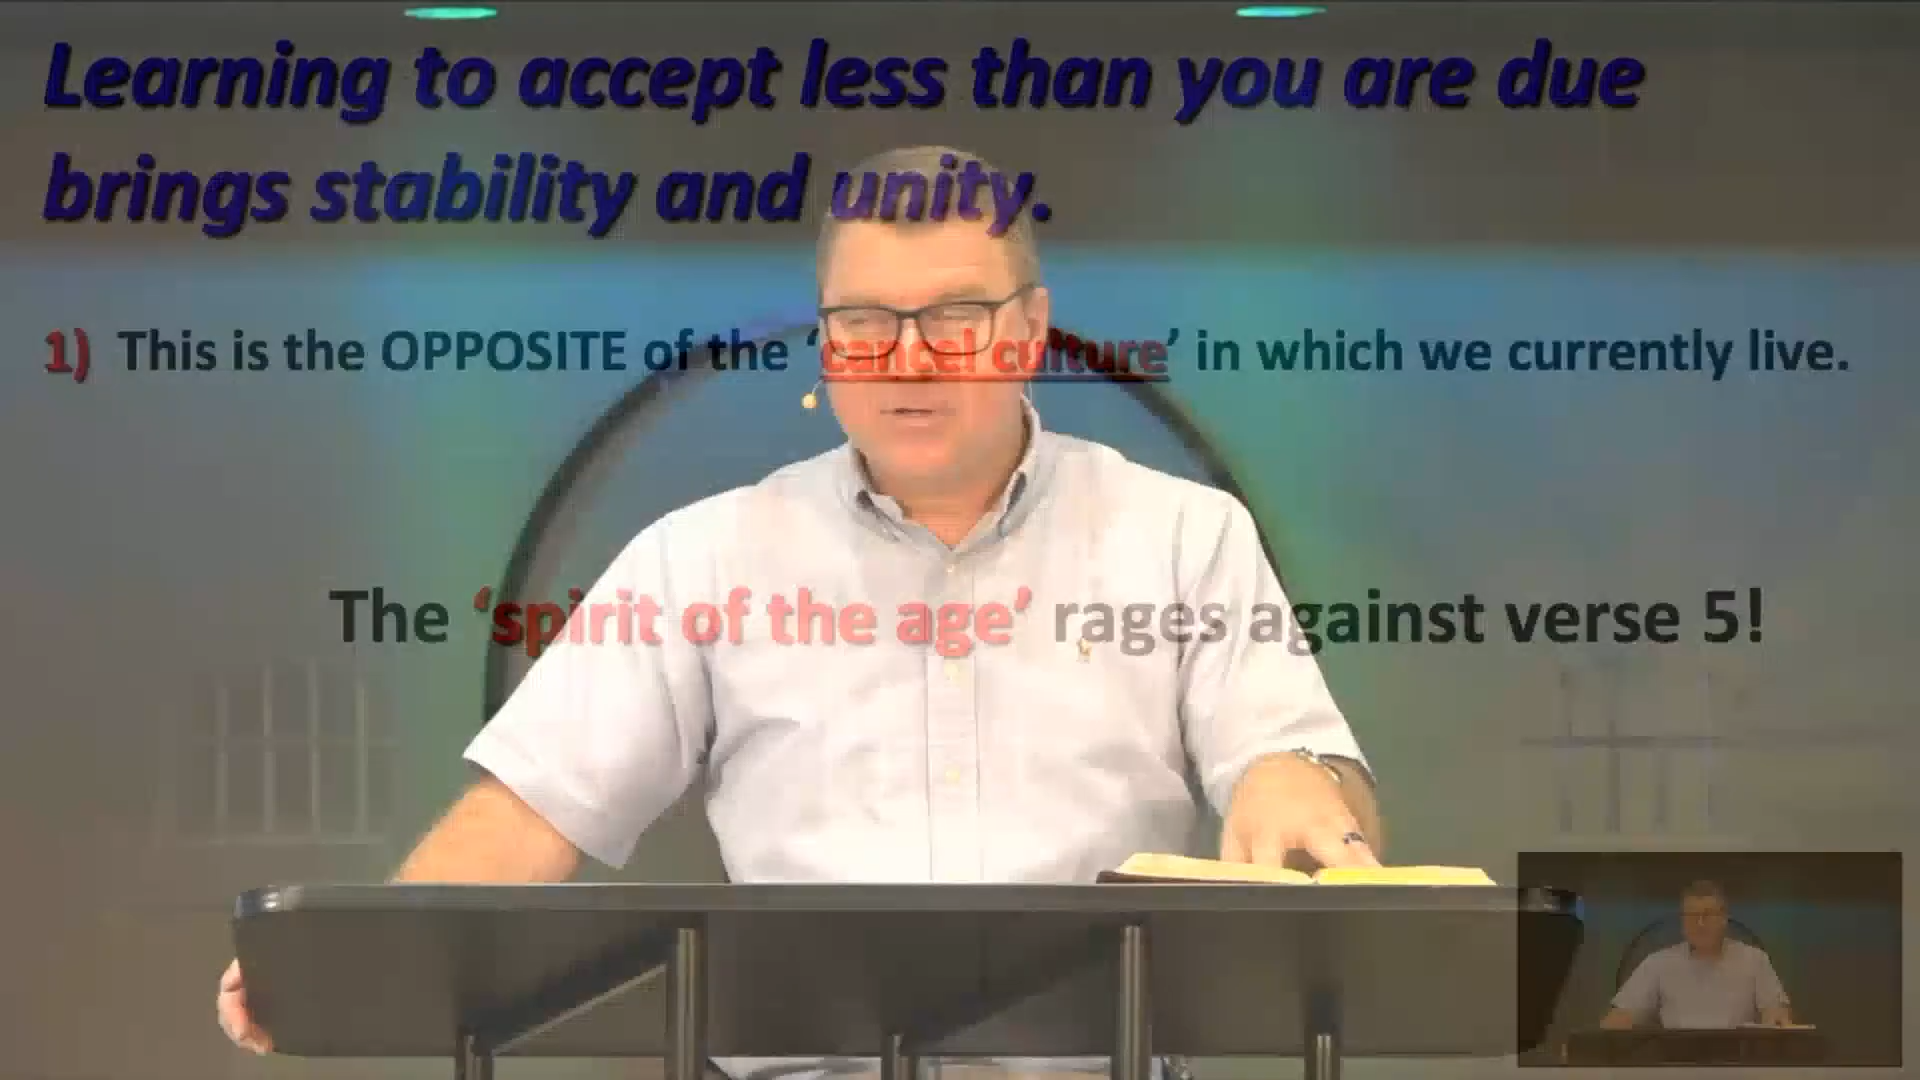 Learning to accept less than you are due
brings stability and unity.
1) This is the OPPOSITE of the ‘cancel culture’ in which we currently live.
The ‘spirit of the age’ rages against verse 5!